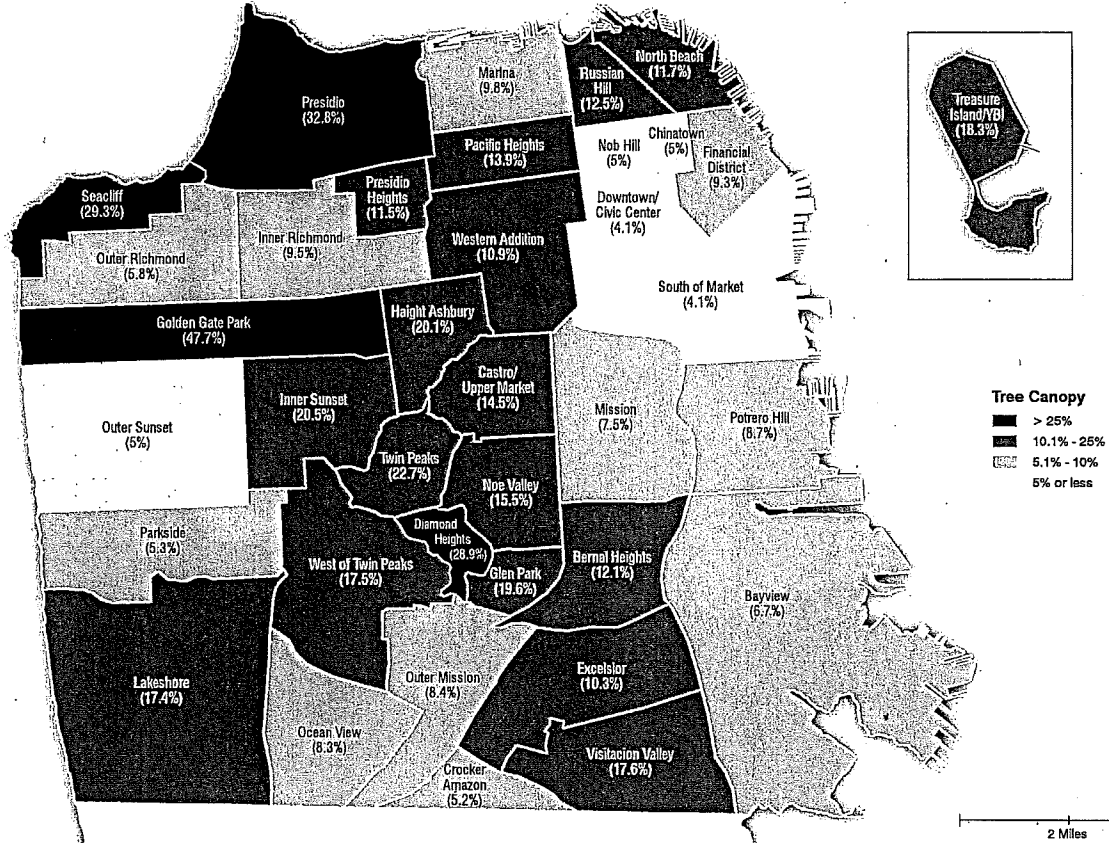 Presidio
(32.8%)
Marina
(9.8%)
Russian
Hill
(12.5%)
North Beach
(11.7%)
Treasure
Island/YBI
(18.3%)
Pacific Heights
(13.9%)
Nob Hill
(5%)
Chinatown
(5%)
Financial
District
(9.3%)
Seacliff
(29.3%)
Presidio
Heights
(11.5%)
Downtown/
Civic Center
(4.1%)
Outer Richmond
(5.8%)
Inner Richmond
(9.5%)
Western Addition
(10.9%)
South of Market
(4.1%)
Golden Gate Park
(47.7%)
Haight Ashbury
(20.1%)
Inner Sunset
(20.5%)
Castro/
Upper Market
(14.5%)
Outer Sunset
(5%)
Mission
(7.5%)
Potrero Hill
Tree Canopy
> 25%
10.1% - 25%
5.1% - 10%
5% or less
Twin Peaks
(22.7%)
Noe Valley
(15.5%)
Parkside
(5.3%)
Diamond
Heights
(28.9%)
West of Twin Peaks
(17.5%)
Glen Park
(19.6%)
Bernel Heights
(12.1%)
Bayview
(6.7%)
Lakeshore
(17.4%)
Outer Mission
(8.4%)
Excelsior
(10.3%)
Ocean View
(8.3%)
Visitacion Valley
(17.6%)
Crocker
Amazon
(5.2%)
2 Miles